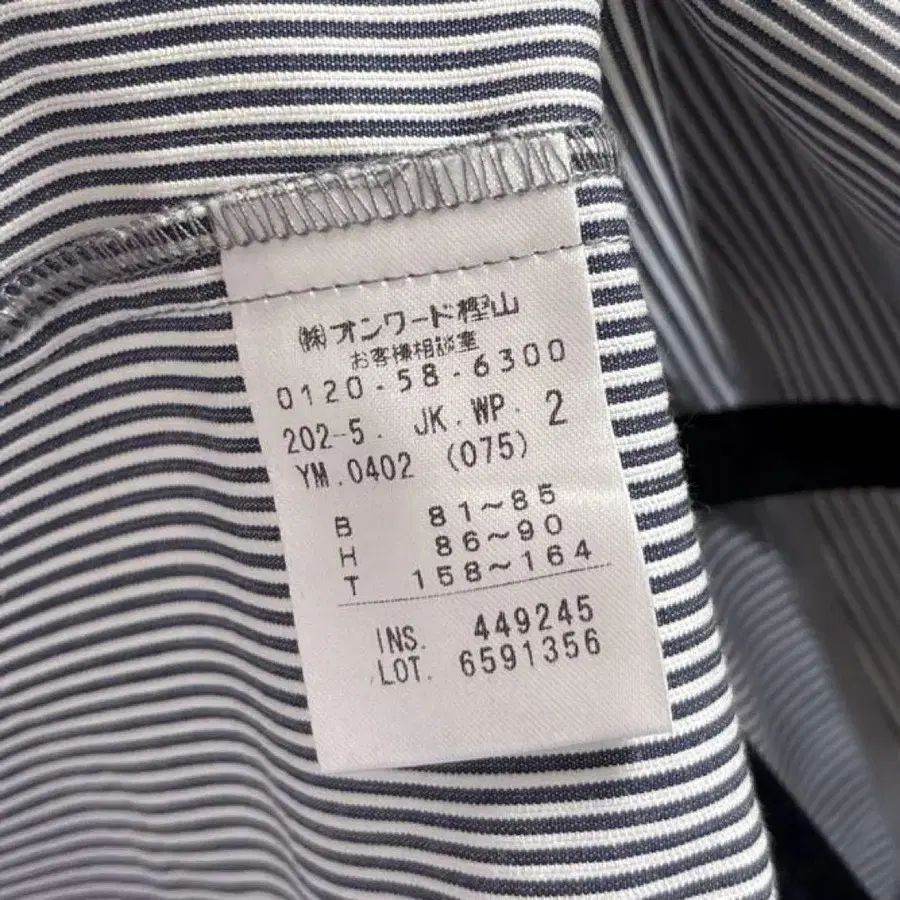 ㈱オンワード樫山
お客様相談室
0120-58-6300
202-5. JK.WP. 2
YM.0402 (075)
B 81~85
H 86~90
T 158~164
INS. 449245
LOT. 6591356